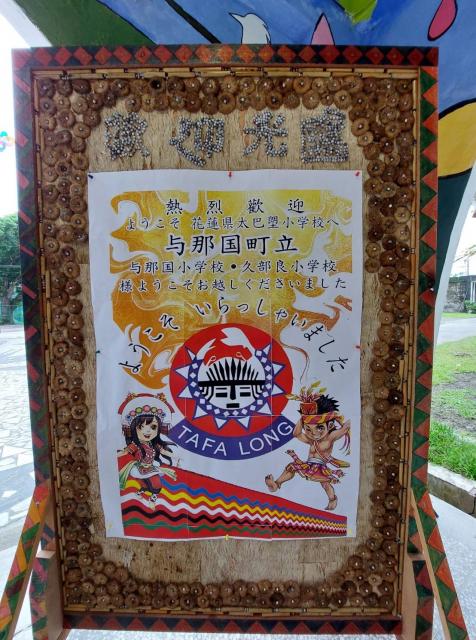 歡迎光臨
熱烈歡迎
ようこそ 花蓮県太巴塱小学校へ
与那国町立
与那国小学校・久部良小学校
様ようこそお越しくださいました
ようこそ いらっしゃいました
TAFALONG